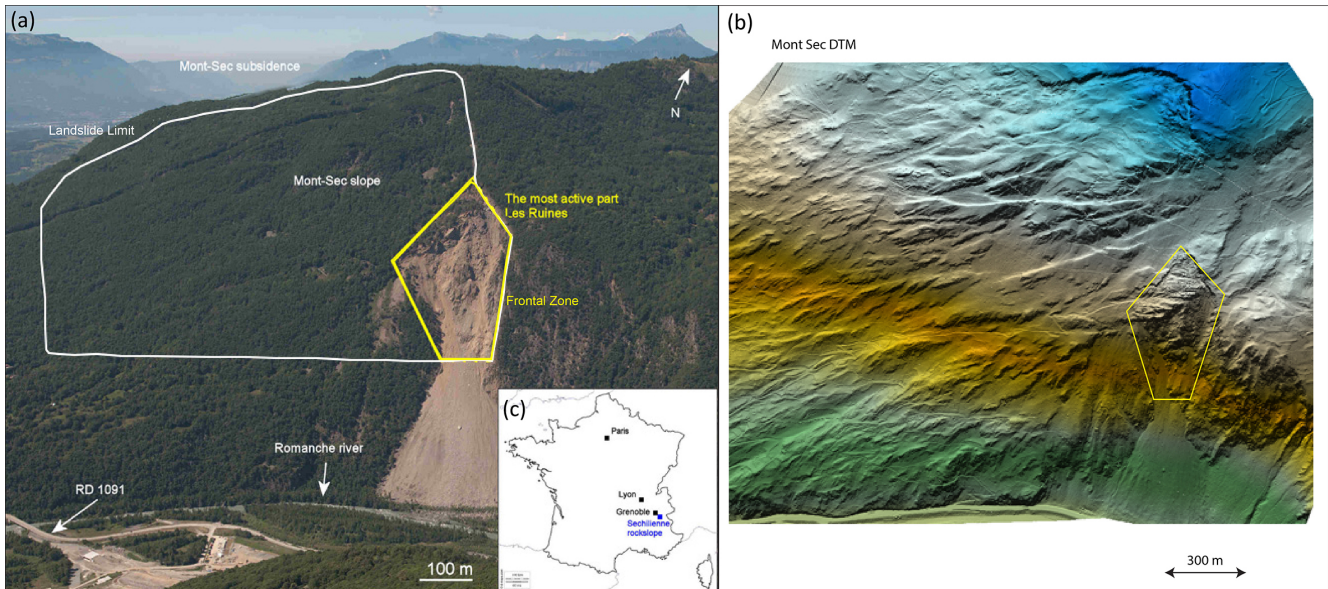 (a)
Mont-Sec subsidence
N
Landslide Limit
Mont-Sec slope
The most active part
Les Ruines
Frontal Zone
Romanche river
RD 1091
100 m
(c)
Paris
Lyon
Grenoble
Sechilienne
rockslope
(b)
Mont Sec DTM
300 m